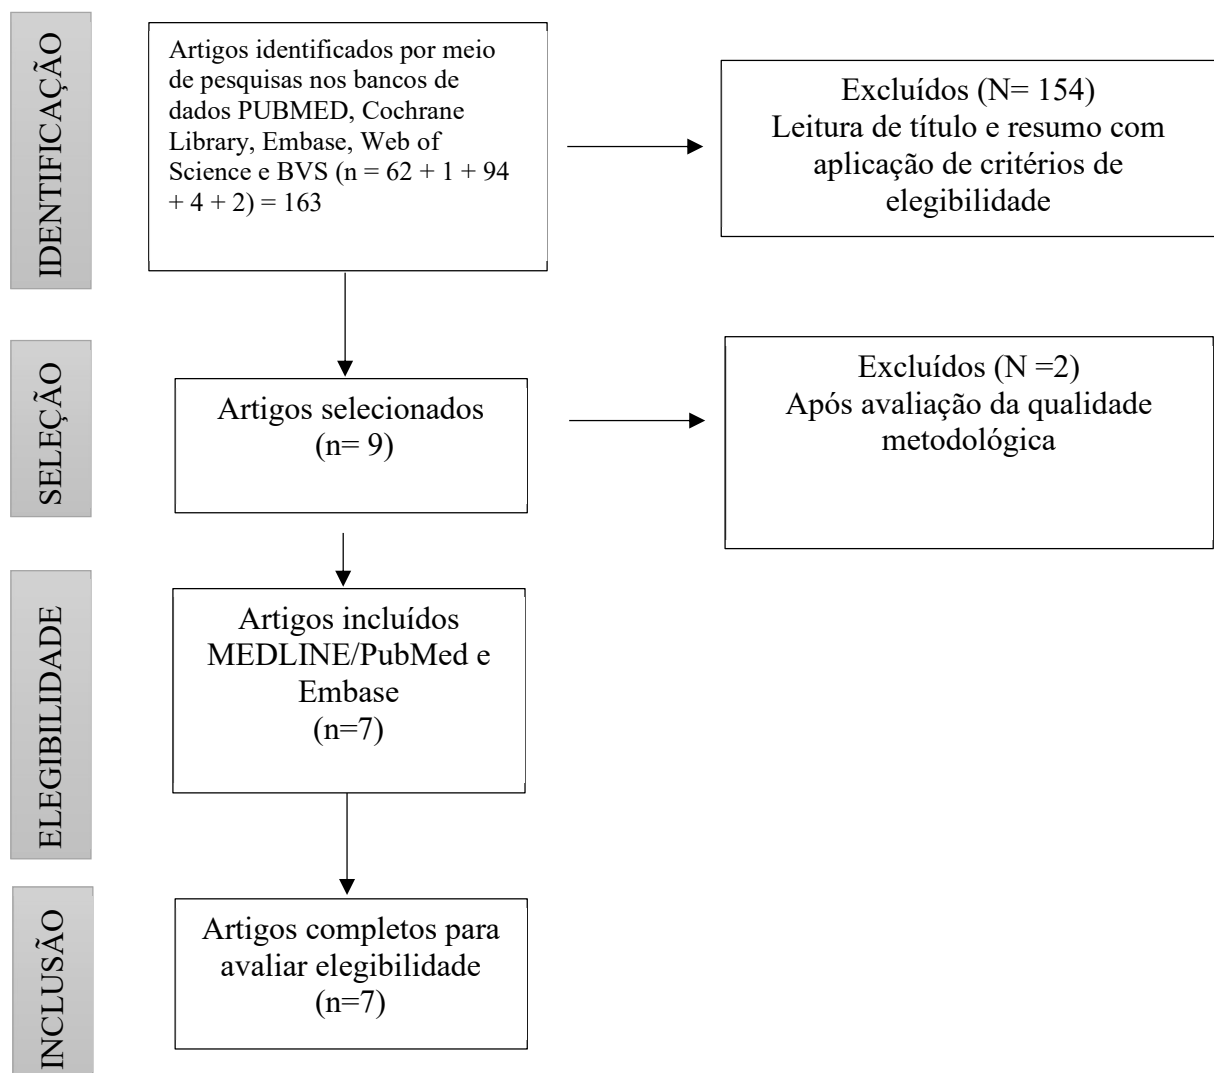 IDENTIFICAÇÃO
Artigos identificados por meio
de pesquisas nos bancos de
dados PUBMED, Cochrane
Library, Embase, Web of
Science e BVS (n = 62 + 1 + 94
+ 4 + 2) = 163
Excluídos (N= 154)
Leitura de título e resumo com
aplicação de critérios de
elegibilidade
SELEÇÃO
Artigos selecionados
(n= 9)
Excluídos (N =2)
Após avaliação da qualidade
metodológica
ELEGIBILIDADE
Artigos incluídos
MEDLINE/PubMed e
Embase
(n=7)
INCLUSÃO
Artigos completos para
avaliar elegibilidade
(n=7)